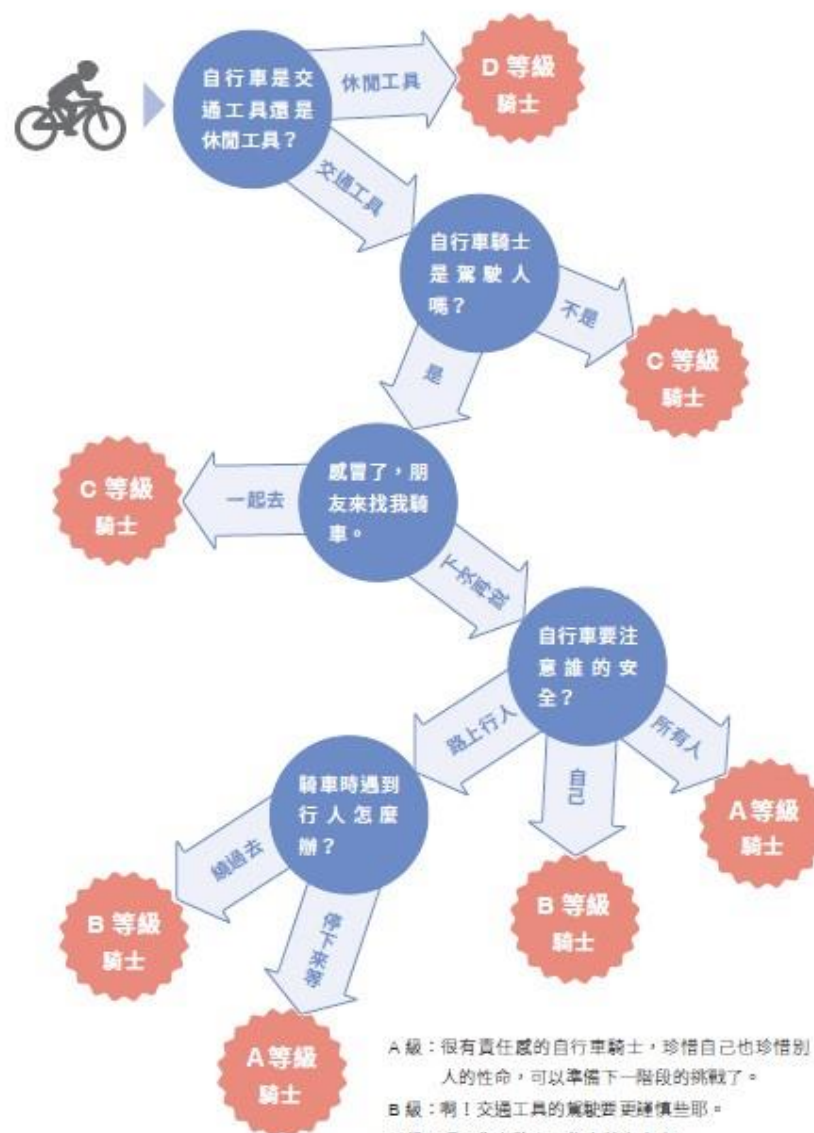 自行車是交
通工具還是
休閒工具？
休閒工具
D 等級
騎士
交通工具
自行車騎士
是駕駛人
嗎？
不是
C 等級
騎士
是
感冒了，朋
友來找我騎
車。
一起去
C 等級
騎士
下次再說
自行車要注
意誰的安
全？
所有人
A 等級
騎士
自己
B 等級
騎士
路上行人
騎車時遇到
行人怎麼
辦？
繞過去
B 等級
騎士
停下來等
A 等級
騎士
A 級：很有責任感的自行車騎士，珍惜自己也珍惜別
人的性命，可以準備下一階段的挑戰了。
B 級：啊！交通工具的駕駛要更謹慎些耶。